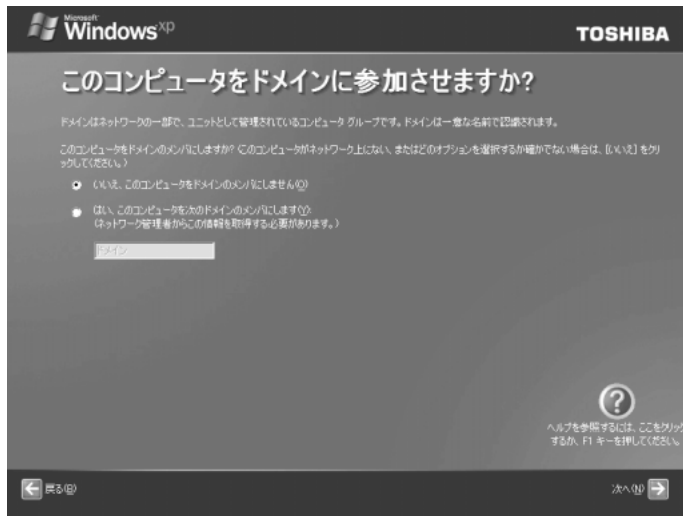 Microsoft
Windows xp
TOSHIBA
このコンピュータをドメインに参加させますか?
ドメインはネットワークの一部で、ユニットとして管理されているコンピュータ グループです。ドメインは一意な名前で認識されます。
このコンピュータをドメインのメンバにしますか? (このコンピュータがネットワーク上にない、またはどのオプションを選択するか確かでない場合は、[いいえ] をクリ
ックしてください。)
いいえ、このコンピュータをドメインのメンバにしません(O)
はい、このコンピュータを次のドメインのメンバにします(Y):
(ネットワーク管理者からこの情報を取得する必要があります。)
ドメイン
?
ヘルプを参照するには、ここをクリック
するか、F1 キーを押してください。
戻る(B)
次へ(N)